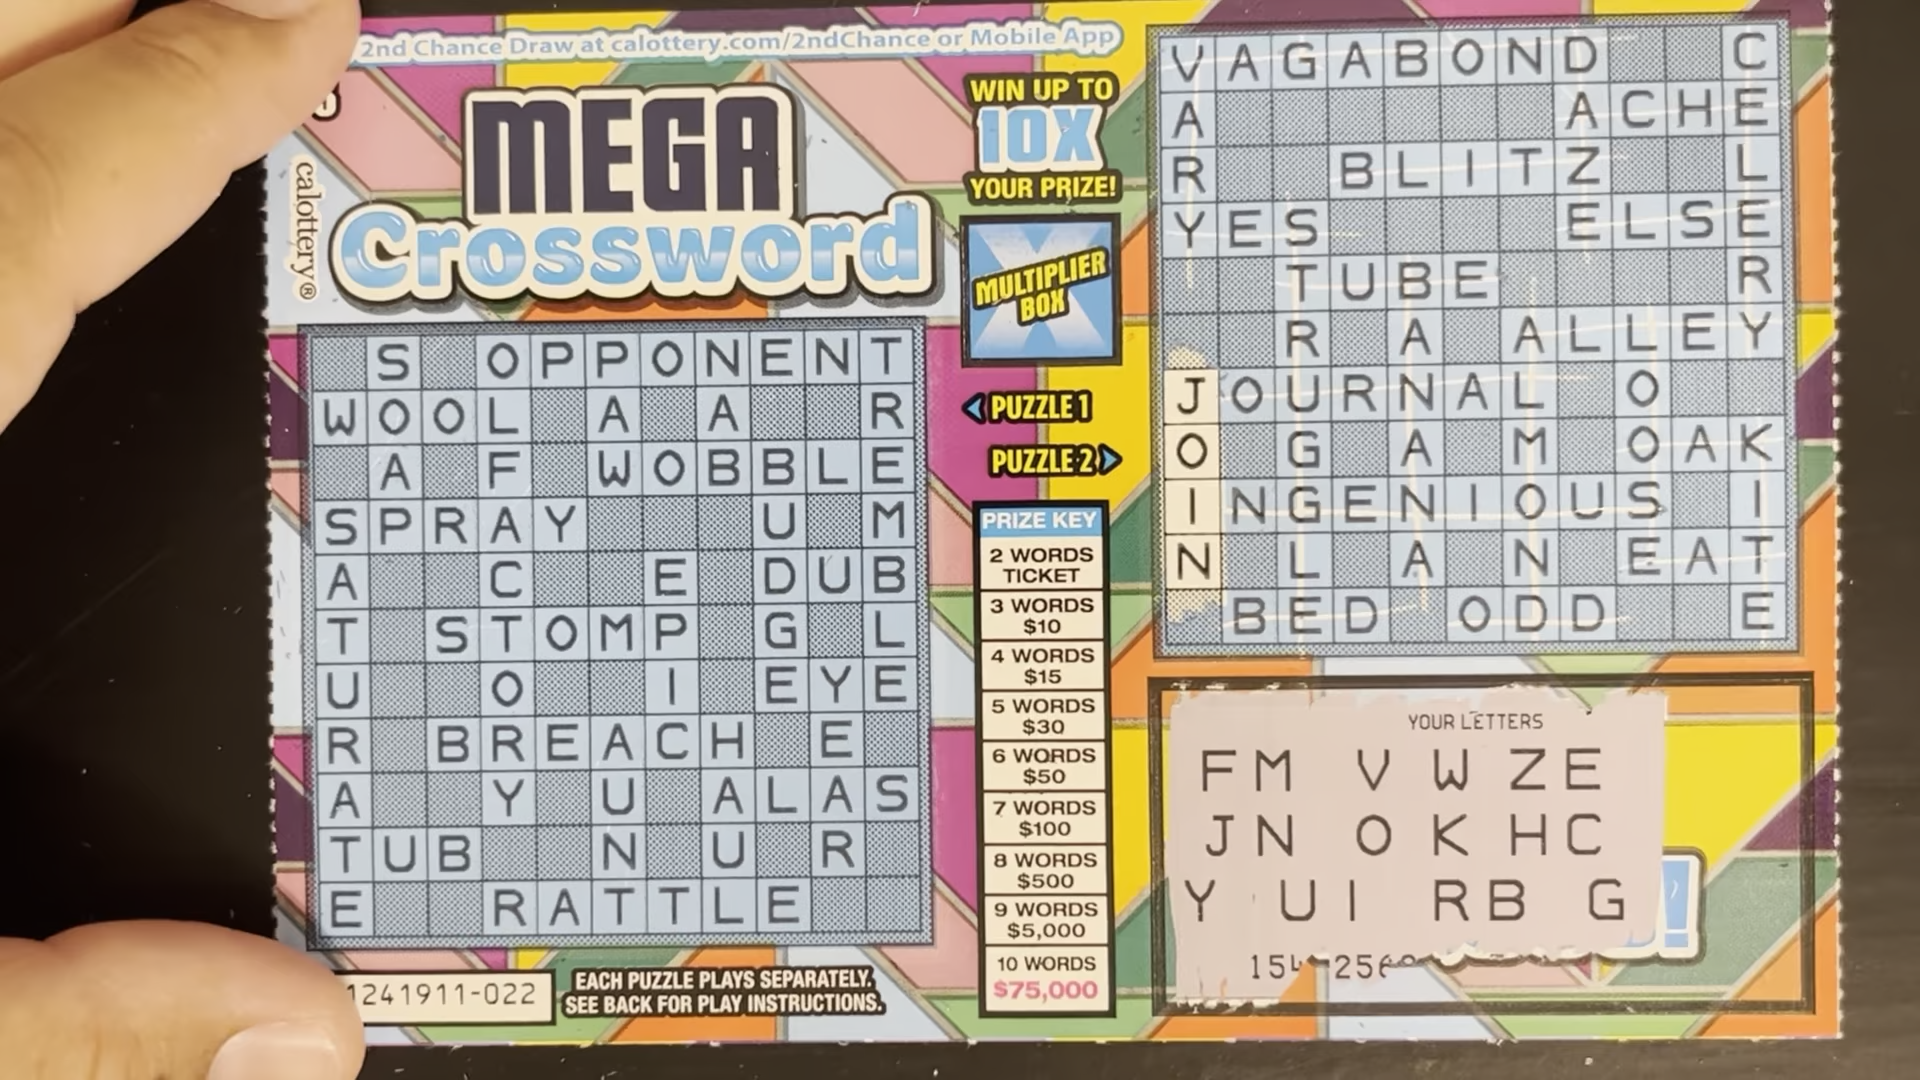 2nd Chance Draw at calottery.com/2ndChance or Mobile App
calottery®
MEGA
Crossword
WIN UP TO
10X
YOUR PRIZE!
MULTIPLIER
BOX
PUZZLE 1
PUZZLE 2
S OPPONENT
WOOL A A R
A F WOBBLE
SPRAY U M
A C E DUB
T STOMP G L
U O I EYE
R BREACH E
A Y U ALAS
TUB N U R
E RATTLE
1241911-022
EACH PUZZLE PLAYS SEPARATELY.
SEE BACK FOR PLAY INSTRUCTIONS.
PRIZE KEY
2 WORDS
TICKET
3 WORDS
$10
4 WORDS
$15
5 WORDS
$30
6 WORDS
$50
7 WORDS
$100
8 WORDS
$500
9 WORDS
$5,000
10 WORDS
$75,000
VAGABOND C
A ACHE
R BLITZ L
YES ELSE
TUBE R
R A ALLEY
JOURNAL O
O G A M OAK
INGENIOUS I
N L A N EAT
BED ODD E
YOUR LETTERS
FM V W ZE
JN O K HC
Y UI RB G